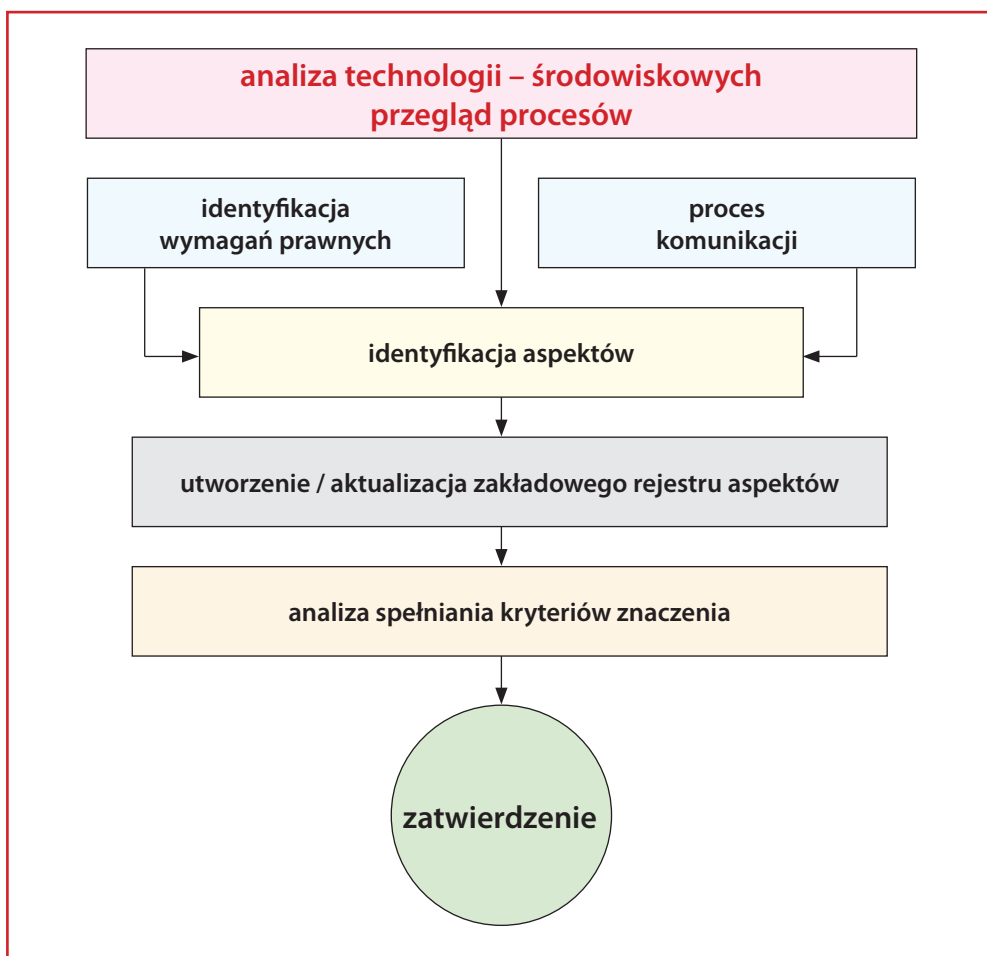 analiza technologii – środowiskowych
przegląd procesów
identyfikacja
wymagań prawnych
proces
komunikacji
identyfikacja aspektów
utworzenie / aktualizacja zakładowego rejestru aspektów
analiza spełniania kryteriów znaczenia
zatwierdzenie